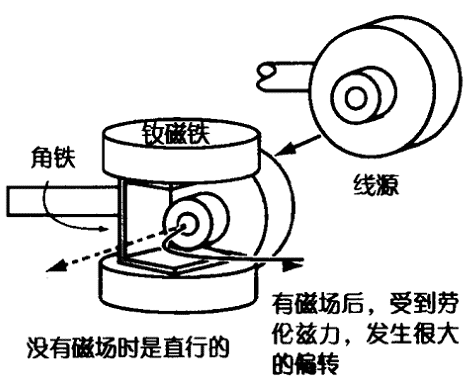 钕磁铁
角铁
线源
没有磁场时是直行的
有磁场后，受到劳
伦兹力，发生很大
的偏转